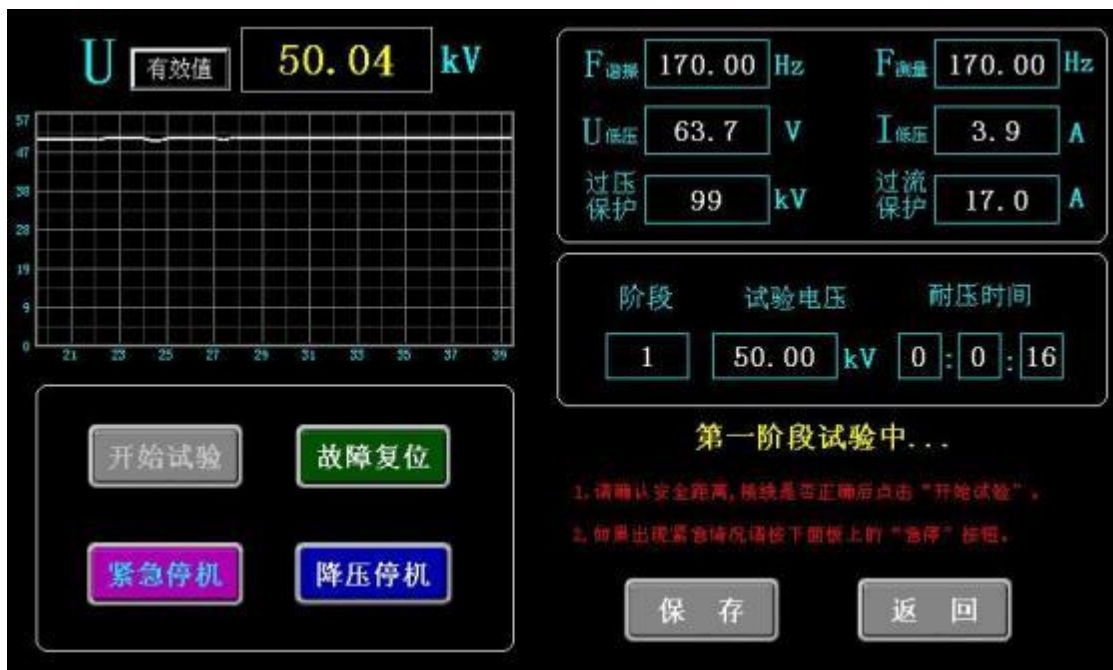 U 有效值 50.04 kV
57
47
38
28
19
9
0
21 23 25 27 29 31 33 35 37 39
F谐振 170.00 Hz F测量 170.00 Hz
U低压 63.7 V I低压 3.9 A
过压保护 99 kV 过流保护 17.0 A
阶段 试验电压 耐压时间
1 50.00 kV 0 : 0 : 16
第一阶段试验中...
1.请确认安全距离,接线是否正确后点击“开始试验”。
2.如果出现紧急情况请按下面板上的“急停”按钮。
开始试验 故障复位
紧急停机 降压停机
保 存 返 回